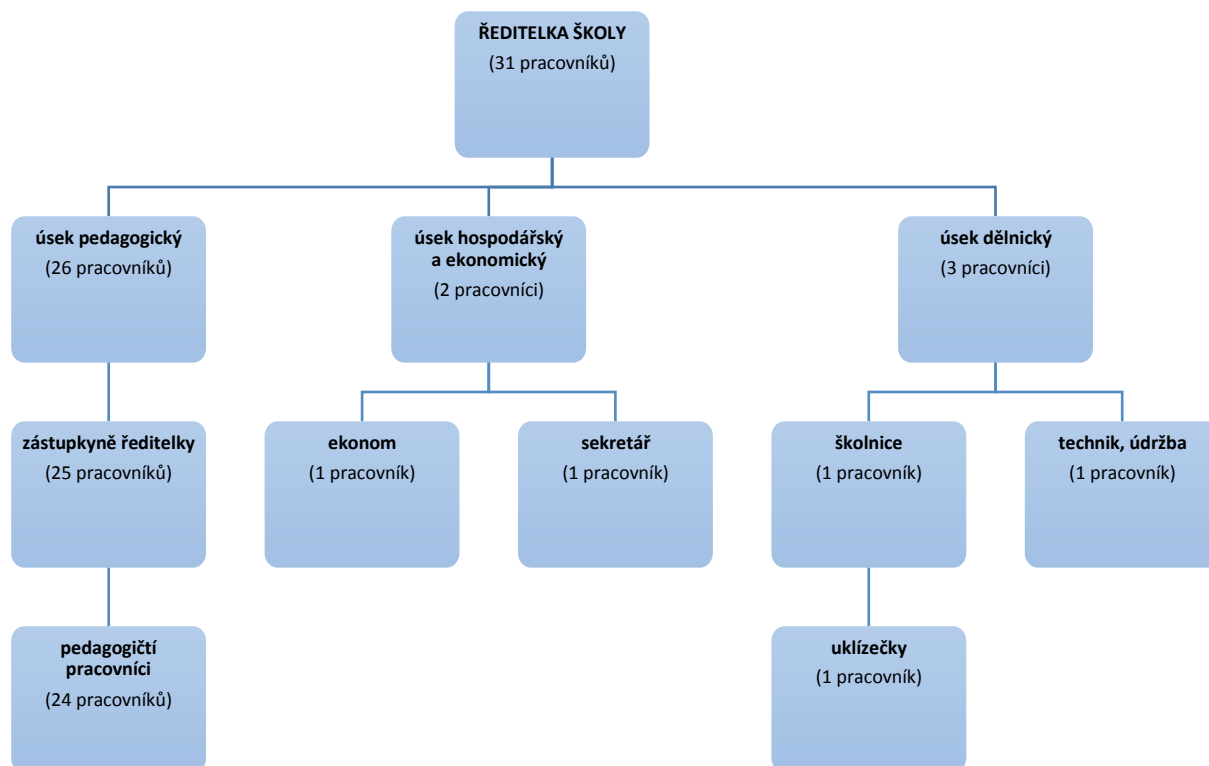 ŘEDITELKA ŠKOLY
(31 pracovníků)
úsek pedagogický
(26 pracovníků)
úsek hospodářský
a ekonomický
(2 pracovníci)
úsek dělnický
(3 pracovníci)
zástupkyně ředitelky
(25 pracovníků)
ekonom
(1 pracovník)
sekretář
(1 pracovník)
školnice
(1 pracovník)
technik, údržba
(1 pracovník)
pedagogičtí
pracovníci
(24 pracovníků)
uklízečky
(1 pracovník)